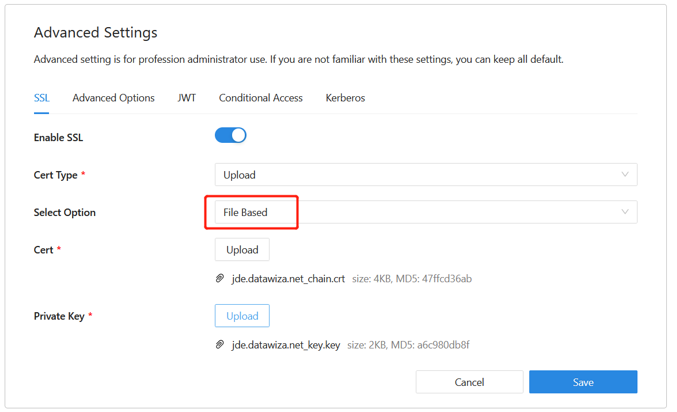 Advanced Settings
Advanced setting is for profession administrator use. If you are not familiar with these settings, you can keep all default.
SSL Advanced Options JWT Conditional Access Kerberos
Enable SSL
Cert Type * Upload
Select Option File Based
Cert * Upload
jde.datawiza.net_chain.crt size: 4KB, MD5: 47ffcd36ab
Private Key * Upload
jde.datawiza.net_key.key size: 2KB, MD5: a6c980db8f
Cancel Save